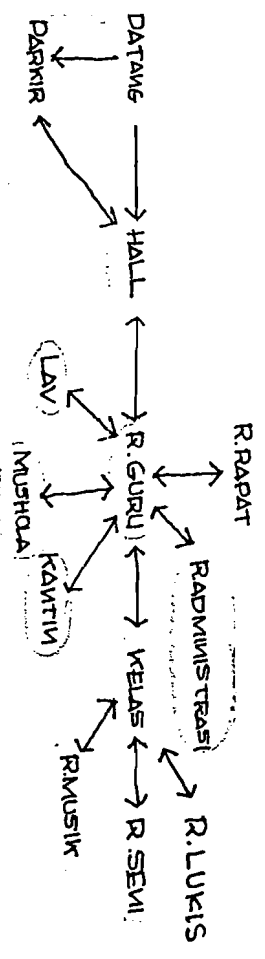 DATANG
PARKIR
HALL
(LAV)
R.RAPAT
R.GURU
MUSHOLA
KANTIN
R.ADMINISTRASI
KELAS
R.MUSIK
R.LUKIS
R.SENI